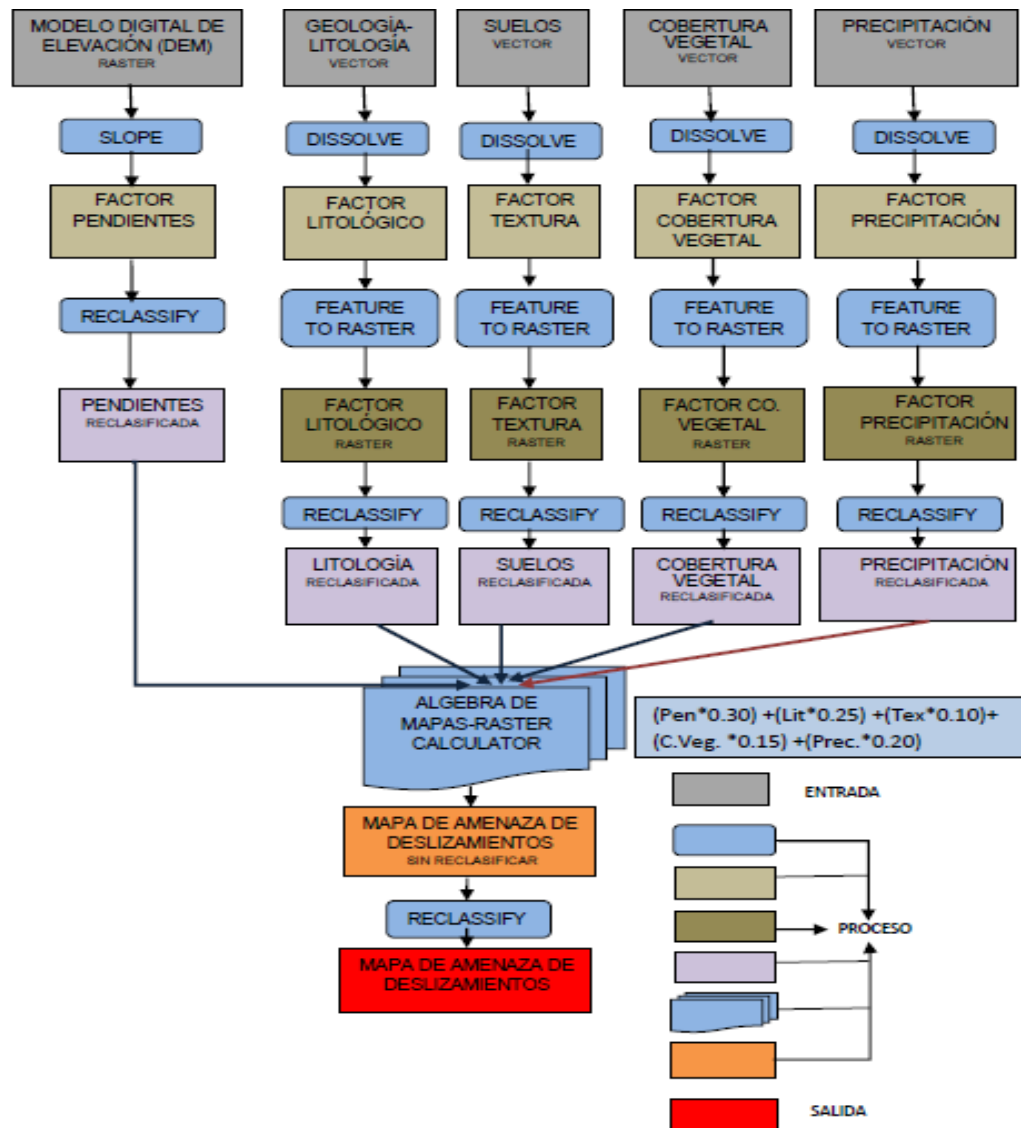 MODELO DIGITAL DE
ELEVACIÓN (DEM)
RASTER
GEOLOGÍA-
LITOLOGÍA
VECTOR
SUELOS
VECTOR
COBERTURA
VEGETAL
VECTOR
PRECIPITACIÓN
VECTOR
SLOPE
DISSOLVE
DISSOLVE
DISSOLVE
DISSOLVE
FACTOR
PENDIENTES
FACTOR
LITOLÓGICO
FACTOR
TEXTURA
FACTOR
COBERTURA
VEGETAL
FACTOR
PRECIPITACIÓN
RECLASSIFY
FEATURE
TO RASTER
FEATURE
TO RASTER
FEATURE
TO RASTER
FEATURE
TO RASTER
PENDIENTES
RECLASIFICADA
FACTOR
LITOLÓGICO
RASTER
FACTOR
TEXTURA
RASTER
FACTOR CO.
VEGETAL
RASTER
FACTOR
PRECIPITACIÓN
RASTER
RECLASSIFY
RECLASSIFY
RECLASSIFY
RECLASSIFY
LITOLOGÍA
RECLASIFICADA
SUELOS
RECLASIFICADA
COBERTURA
VEGETAL
RECLASIFICADA
PRECIPITACIÓN
RECLASIFICADA
ALGEBRA DE
MAPAS-RASTER
CALCULATOR
(Pen*0.30) +(Lit*0.25) +(Tex*0.10)+
(C.Veg. *0.15) +(Prec.*0.20)
MAPA DE AMENAZA DE
DESLIZAMIENTOS
SIN RECLASIFICAR
RECLASSIFY
MAPA DE AMENAZA DE
DESLIZAMIENTOS
ENTRADA
PROCESO
SALIDA